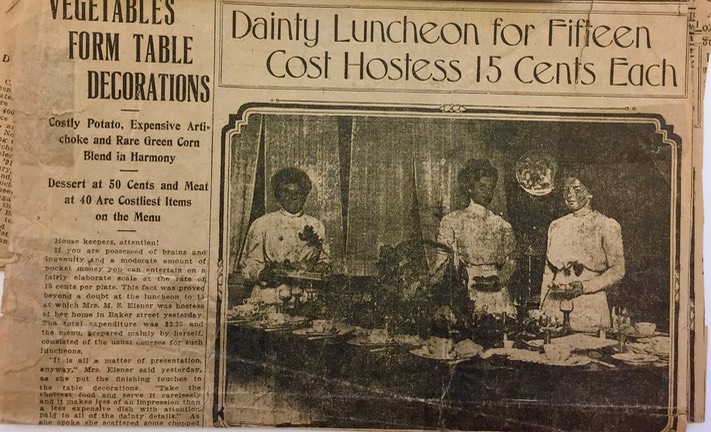 VEGETABLES
FORM TABLE
DECORATIONS
Costly Potato, Expensive Arti-
choke and Rare Green Corn
Blend in Harmony
Dessert at 50 Cents and Meat
at 40 Are Costliest Items
on the Menu
House keepers, attention!
If you are possessed of brains and
ingenuity and a moderate amount of
pocket money you can entertain on a
fairly elaborate scale at the rate of
15 cents per plate. This fact was proved
beyond a doubt at the luncheon to 15
at which Mrs. M. S. Eisner was hostess
at her home in Baker street yesterday.
The total expenditure was $2.25 and
the menu, prepared mainly by herself,
consisted of the usual courses for such
luncheons.
"It is all a matter of presentation,
anyway," Mrs. Eisner said yesterday,
as she put the finishing touches to
the table decorations. "Take the
choicest food and serve it carelessly
and it makes less of an impression than
a less expensive dish with attention
paid to all of the dainty details." As
she spoke she scattered some chopped
Dainty Luncheon for Fifteen
Cost Hostess 15 Cents Each